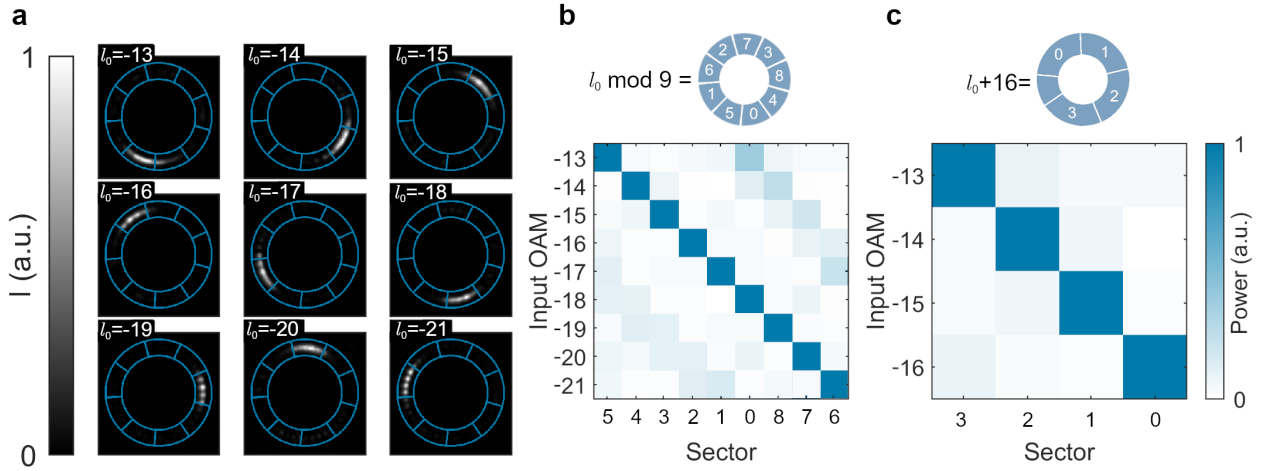 a
1
I (a.u.)
0
l₀=-13
l₀=-14
l₀=-15
l₀=-16
l₀=-17
l₀=-18
l₀=-19
l₀=-20
l₀=-21
b
l₀ mod 9 =
7
3
8
4
0
5
1
6
2
Input OAM
-13
-14
-15
-16
-17
-18
-19
-20
-21
5 4 3 2 1 0 8 7 6
Sector
c
l₀+16=
0
1
2
3
Input OAM
-13
-14
-15
-16
3 2 1 0
Sector
1
Power (a.u.)
0